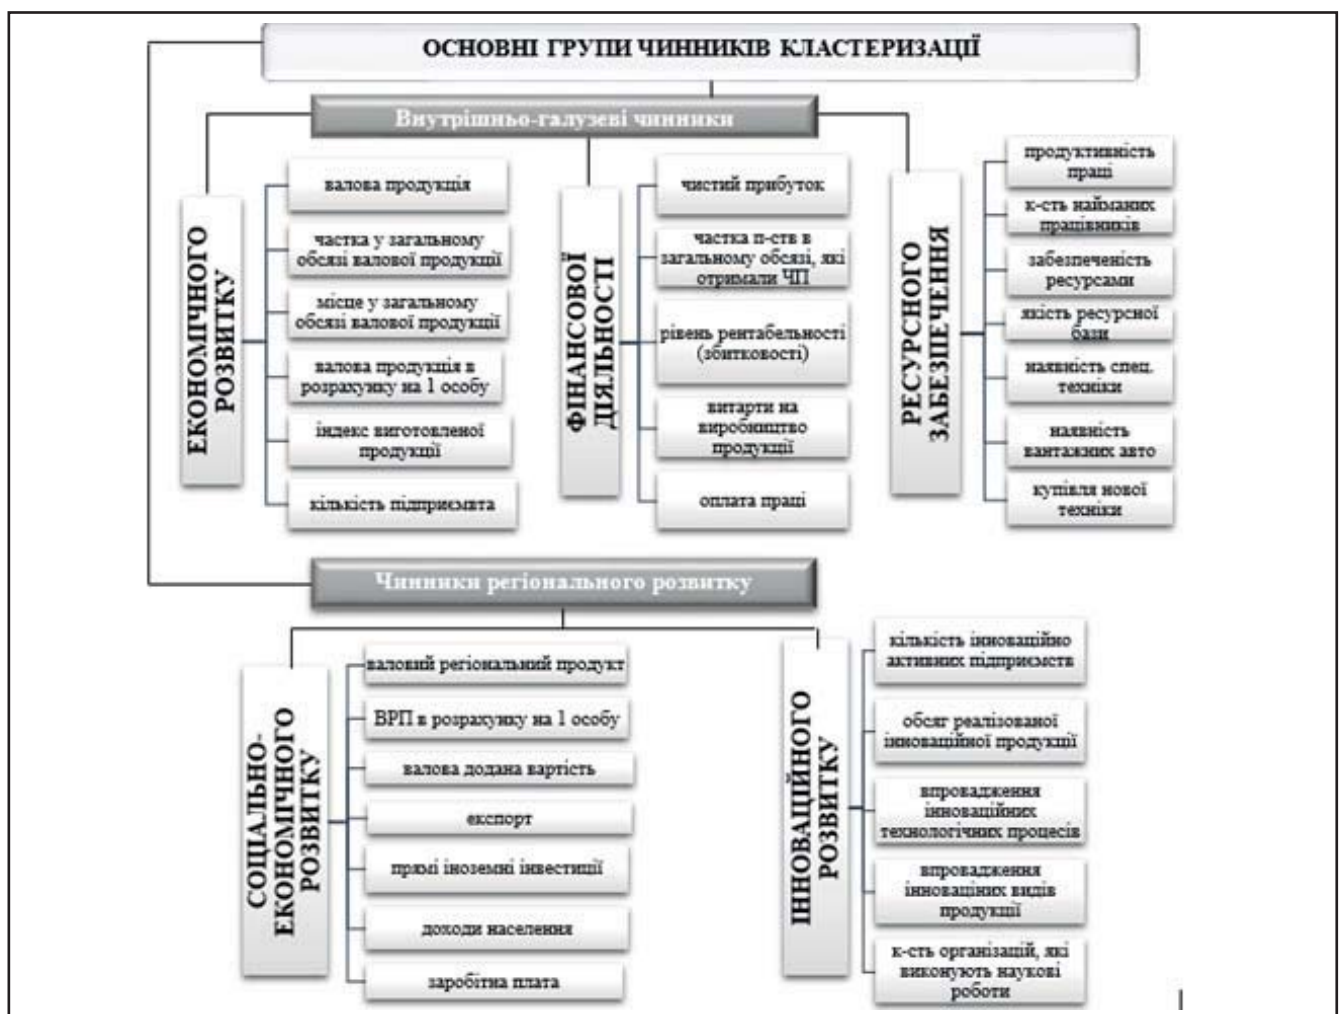 ОСНОВНІ ГРУПИ ЧИННИКІВ КЛАСТЕРИЗАЦІЇ
Внутрішньо-галузеві чинники
ЕКОНОМІЧНОГО
РОЗВИТКУ
валова продукція
частка у загальному
обсязі валової продукції
місце у загальному
обсязі валової продукції
валова продукція в
розрахунку на 1 особу
індекс виготовленої
продукції
кількість підприємвта
ФІНАНСОВОЇ
ДІЯЛЬНОСТІ
чистий прибуток
частка п-ств в
загальному обсязі, які
отримали ЧП
рівень рентабельності
(збитковості)
витарти на
виробництво
продукції
оплата праці
РЕСУРСНОГО
ЗАБЕЗПЕЧЕННЯ
продуктивність
праці
к-сть найманих
працівників
забезпеченість
ресурсами
якість ресурсної
бази
наявність спец.
техніки
наявність
вантажних авто
купівля нової
техніки
Чинники регіонального розвитку
СОЦІАЛЬНО-
ЕКОНОМІЧНОГО
РОЗВИТКУ
валовий регіональний продукт
ВРП в розрахунку на 1 особу
валова додана вартість
експорт
прямі іноземні інвестиції
доходи населення
заробітна плата
ІННОВАЦІЙНОГО
РОЗВИТКУ
кількість інноваційно
активних підприємств
обсяг реалізованої
інноваційної продукції
впровадження
інноваційних
технологічних процесів
впровадження
інноваціних видів
продукції
к-сть організацій, які
виконують наукові
роботи